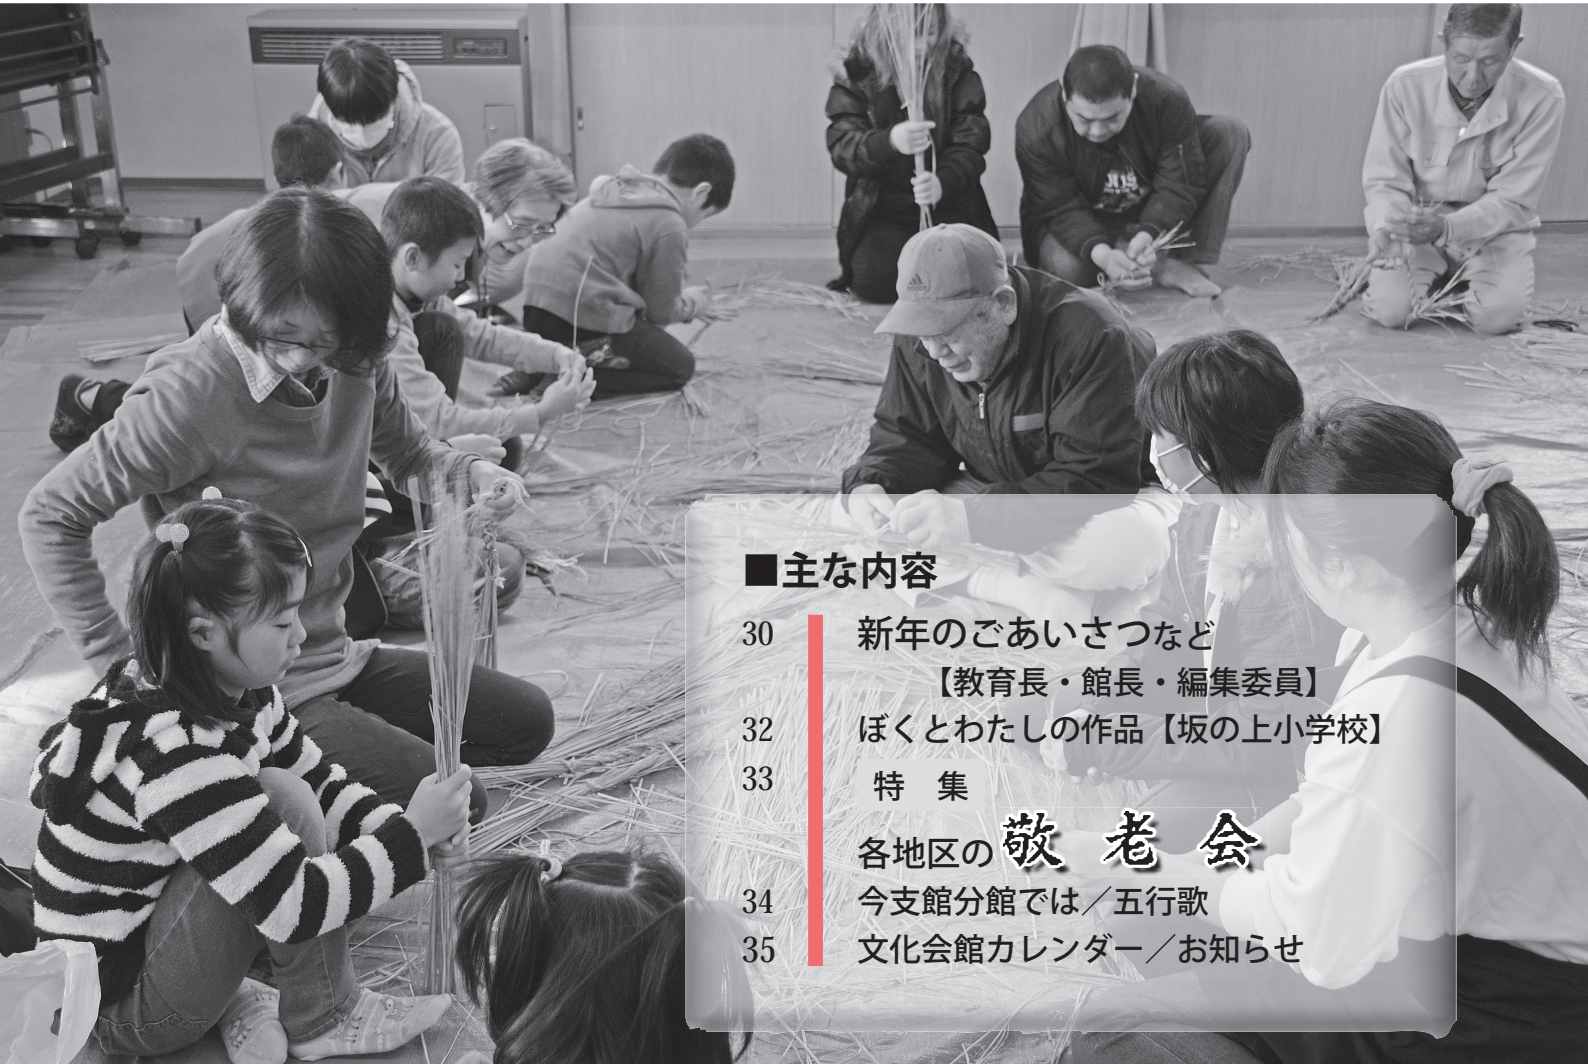 ■主な内容
30 新年のごあいさつなど
【教育長・館長・編集委員】
32 ぼくとわたしの作品【坂の上小学校】
33 特　集
各地区の敬老会
34 今支館分館では／五行歌
35 文化会館カレンダー／お知らせ